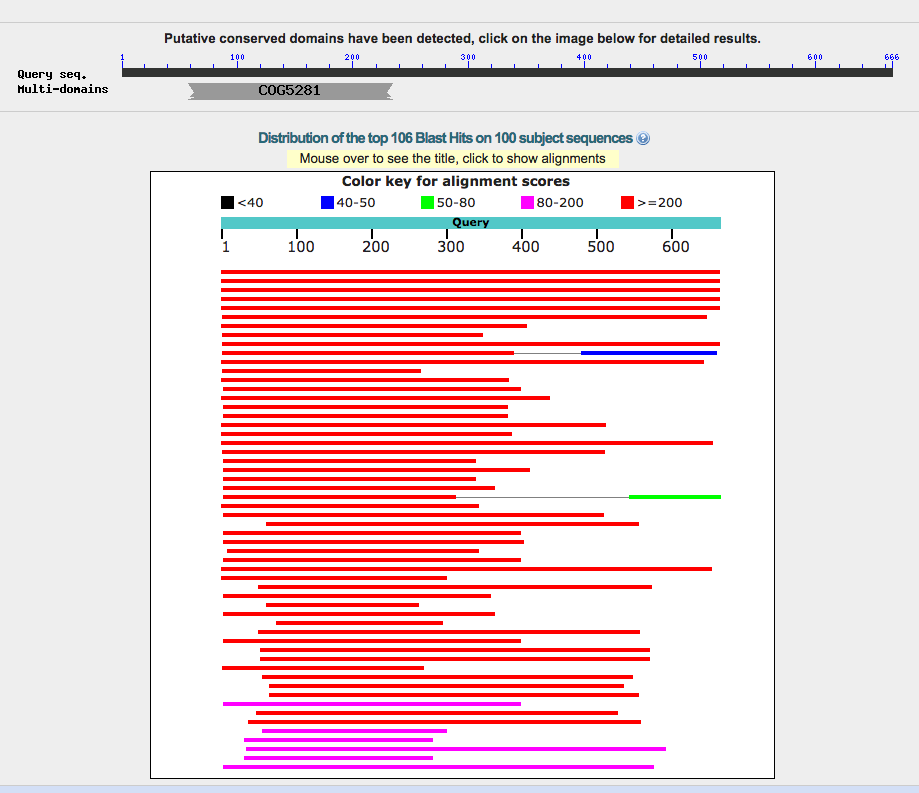 Putative conserved domains have been detected, click on the image below for detailed results.
1 100 200 300 400 500 600 666
Query seq.
Multi-domains COG5281
Distribution of the top 106 Blast Hits on 100 subject sequences ?
Mouse over to see the title, click to show alignments
Color key for alignment scores
<40 40-50 50-80 80-200 >=200
Query
1 100 200 300 400 500 600